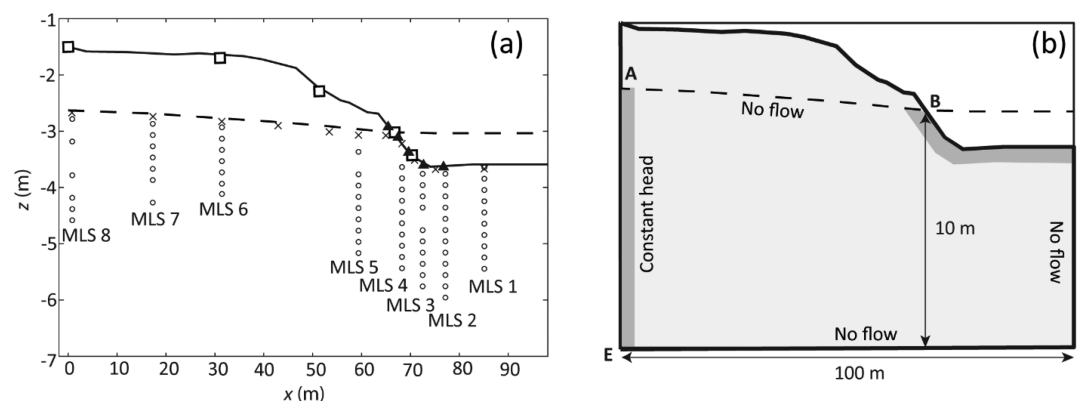 (a)
-1
-2
-3
-4
-5
-6
-7
z (m)
0 10 20 30 40 50 60 70 80 90
x (m)
MLS 8
MLS 7
MLS 6
MLS 5
MLS 4
MLS 3
MLS 2
MLS 1
(b)
A
B
No flow
Constant head
10 m
No flow
No flow
E
100 m